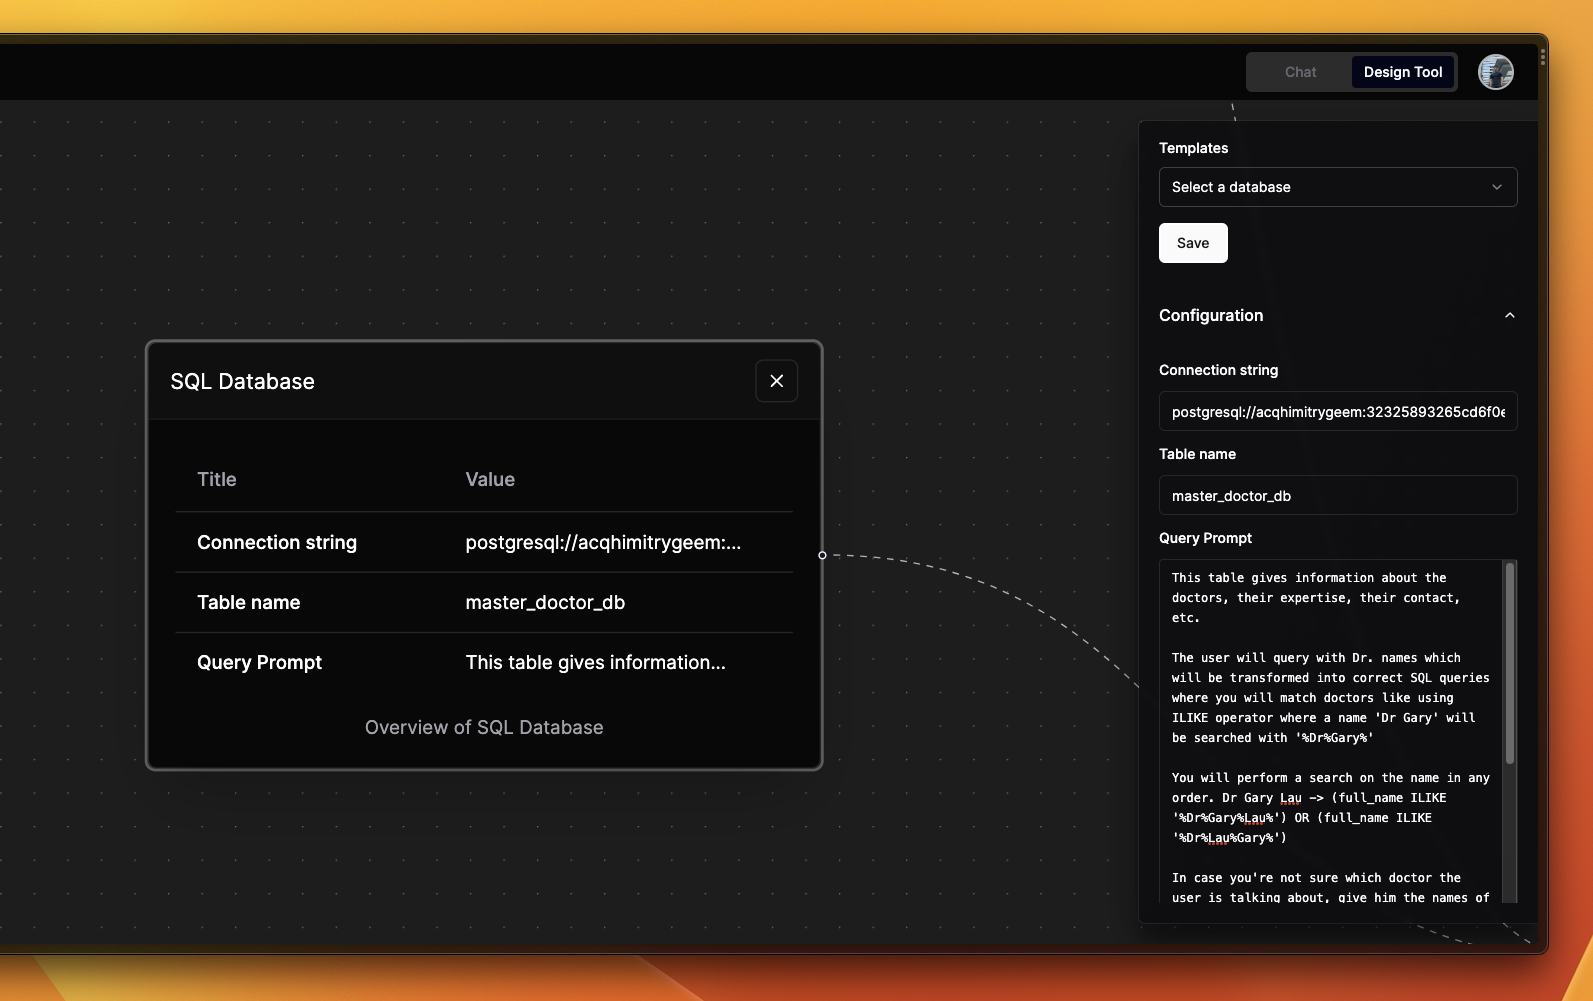 Chat
Design Tool
Templates
Select a database
Save
Configuration
Connection string
postgresql://acqhimitrygeem:32325893265cd6f0e
Table name
master_doctor_db
Query Prompt
This table gives information about the
doctors, their expertise, their contact,
etc.
The user will query with Dr. names which
will be transformed into correct SQL queries
where you will match doctors like using
ILIKE operator where a name 'Dr Gary' will
be searched with '%Dr%Gary%'
You will perform a search on the name in any
order. Dr Gary Lau -> (full_name ILIKE
'%Dr%Gary%Lau%') OR (full_name ILIKE
'%Dr%Lau%Gary%')
In case you're not sure which doctor the
user is talking about, give him the names of
SQL Database
Title Value
Connection string postgresql://acqhimitrygeem:...
Table name master_doctor_db
Query Prompt This table gives information...
Overview of SQL Database